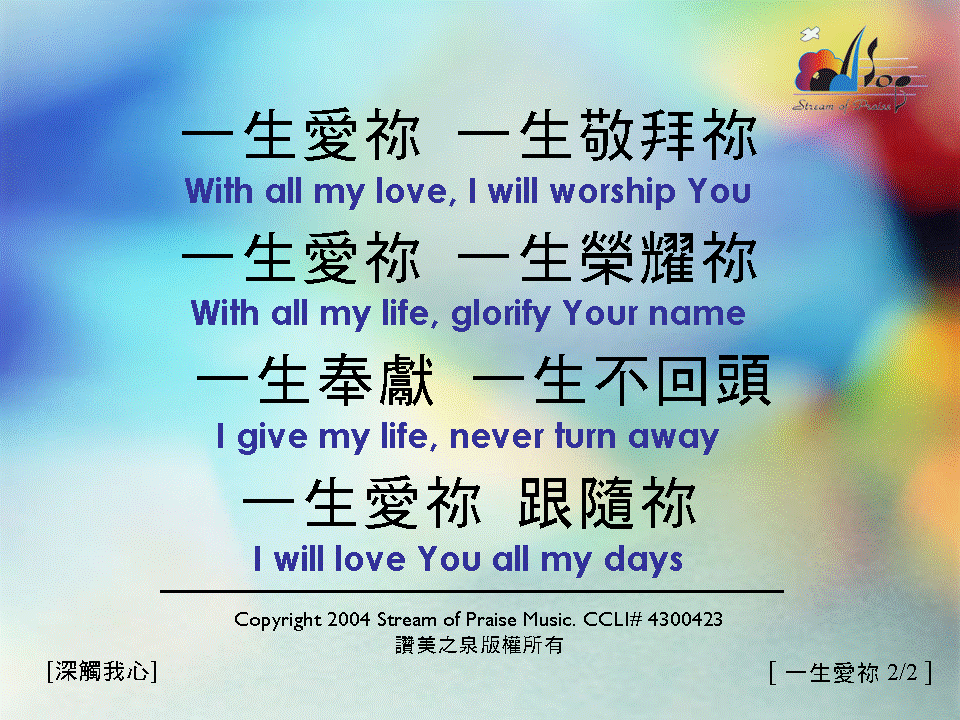 Stream of Praise
一生愛祢 一生敬拜祢
With all my love, I will worship You
一生愛祢 一生榮耀祢
With all my life, glorify Your name
一生奉獻 一生不回頭
I give my life, never turn away
一生愛祢 跟隨祢
I will love You all my days
Copyright 2004 Stream of Praise Music. CCLI# 4300423
讚美之泉版權所有
[深觸我心]
[ 一生愛祢 2/2 ]